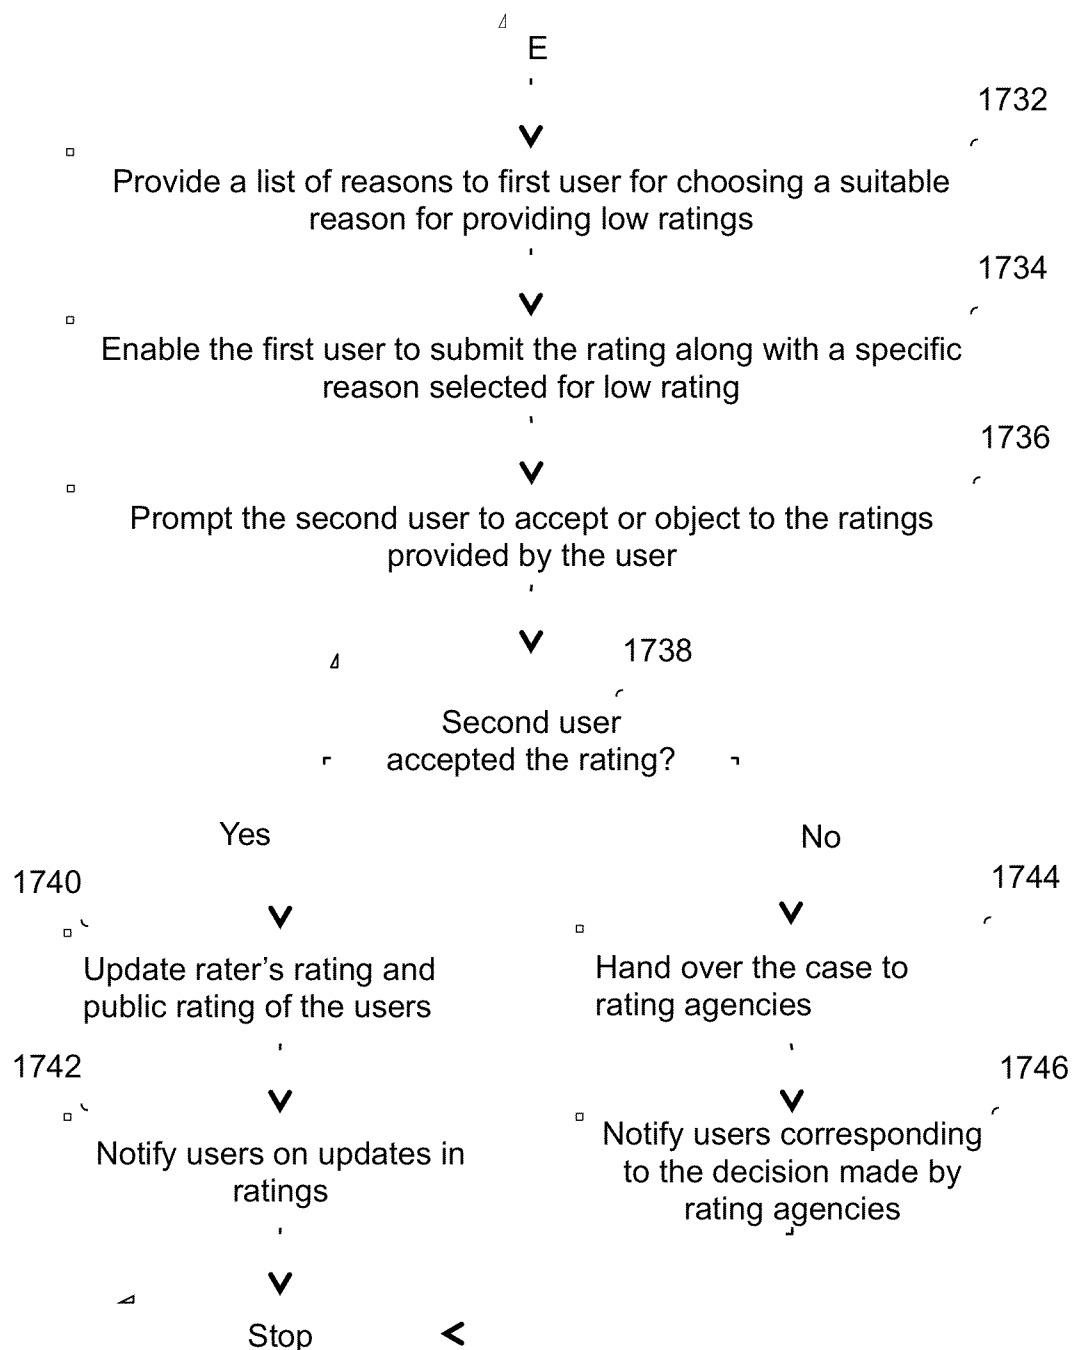 E
1732
Provide a list of reasons to first user for choosing a suitable
reason for providing low ratings
1734
Enable the first user to submit the rating along with a specific
reason selected for low rating
1736
Prompt the second user to accept or object to the ratings
provided by the user
1738
Second user
accepted the rating?
Yes
No
1740
Update rater's rating and
public rating of the users
1744
Hand over the case to
rating agencies
1742
Notify users on updates in
ratings
1746
Notify users corresponding
to the decision made by
rating agencies
Stop